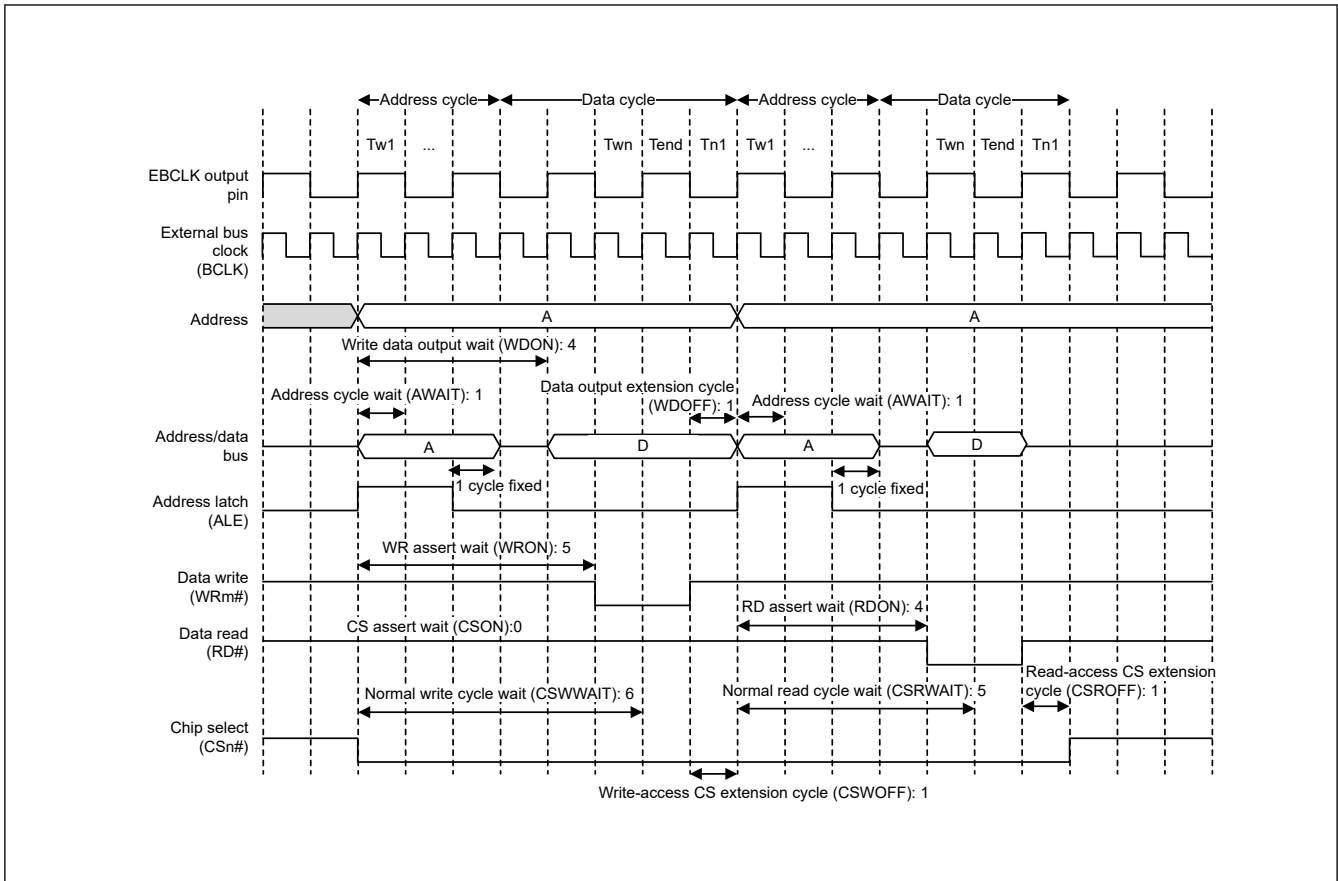 Address cycle
Data cycle
Address cycle
Data cycle
Tw1
...
Twn
Tend
Tn1
Tw1
...
Twn
Tend
Tn1
EBCLK output
pin
External bus
clock
(BCLK)
Address
A
A
Write data output wait (WDON): 4
Data output extension cycle
(WDOFF): 1
Address cycle wait (AWAIT): 1
Address cycle wait (AWAIT): 1
Address/data
bus
A
D
A
D
1 cycle fixed
1 cycle fixed
Address latch
(ALE)
WR assert wait (WRON): 5
Data write
(WRm#)
RD assert wait (RDON): 4
CS assert wait (CSON):0
Data read
(RD#)
Read-access CS extension
cycle (CSROFF): 1
Normal write cycle wait (CSWWAIT): 6
Normal read cycle wait (CSRWAIT): 5
Chip select
(CSn#)
Write-access CS extension cycle (CSWOFF): 1